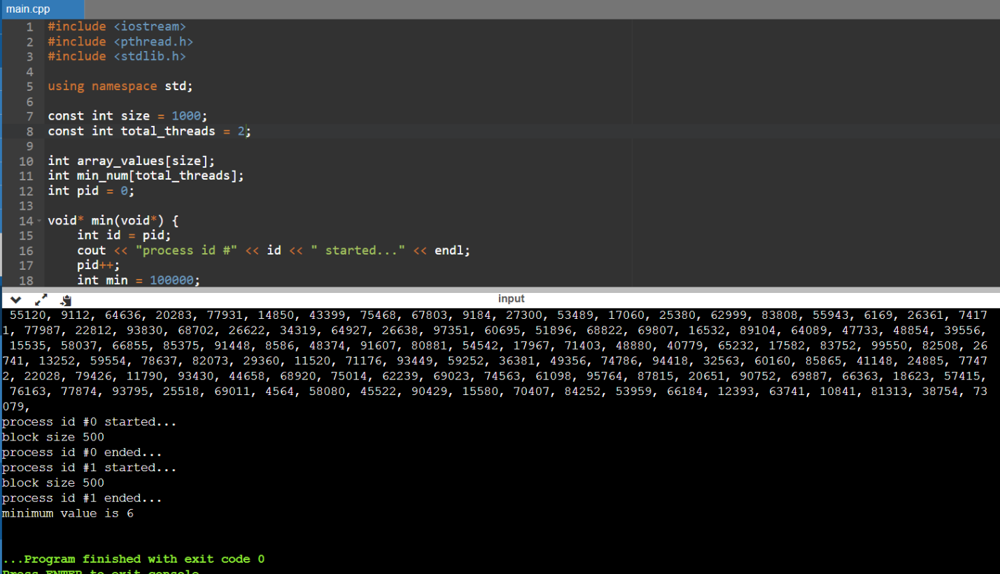 main.cpp
1 #include <iostream>
2 #include <pthread.h>
3 #include <stdlib.h>
4
5 using namespace std;
6
7 const int size = 1000;
8 const int total_threads = 2;
9
10 int array_values[size];
11 int min_num[total_threads];
12 int pid = 0;
13
14 void* min(void*) {
15 int id = pid;
16 cout << "process id #" << id << " started..." << endl;
17 pid++;
18 int min = 100000;
input
55120, 9112, 64636, 20283, 77931, 14850, 43399, 75468, 67803, 9184, 27300, 53489, 17060, 25380, 62999, 83808, 55943, 6169, 26361, 7417
1, 77987, 22812, 93830, 68702, 26622, 34319, 64927, 26638, 97351, 60695, 51896, 68822, 69807, 16532, 89104, 64089, 47733, 48854, 39556,
15535, 58037, 66855, 85375, 91448, 8586, 48374, 91607, 80881, 54542, 17967, 71403, 48880, 40779, 65232, 17582, 83752, 99550, 82508, 26
741, 13252, 59554, 78637, 82073, 29360, 11520, 71176, 93449, 59252, 36381, 49356, 74786, 94418, 32563, 60160, 85865, 41148, 24885, 7747
2, 22028, 79426, 11790, 93430, 44658, 68920, 75014, 62239, 69023, 74563, 61098, 95764, 87815, 20651, 90752, 69887, 66363, 18623, 57415,
76163, 77874, 93795, 25518, 69011, 4564, 58080, 45522, 90429, 15580, 70407, 84252, 53959, 66184, 12393, 63741, 10841, 81313, 38754, 73
079,
process id #0 started...
block size 500
process id #0 ended...
process id #1 started...
block size 500
process id #1 ended...
minimum value is 6
...Program finished with exit code 0
Press ENTER to exit console